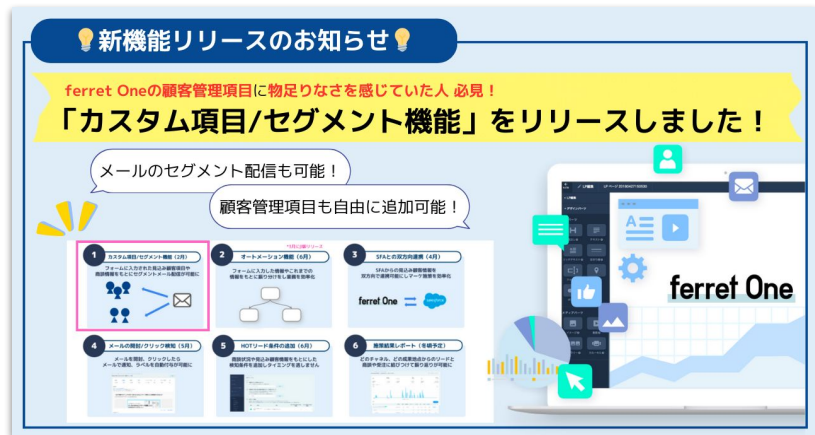 新機能リリースのお知らせ
ferret Oneの顧客管理項目に物足りなさを感じていた人 必見！
「カスタム項目/セグメント機能」をリリースしました！
メールのセグメント配信も可能！
顧客管理項目も自由に追加可能！
1 カスタム項目/セグメント機能（2月）
フォームに入力された見込み顧客項目や
商談情報をもとにセグメントメール配信が可能に
2 オートメーション機能（6月）
フォームに入力した情報やこれまでの
情報をもとに振り分けをし業務を効率化
3 SFAとの双方向連携（4月）
SFAからの見込み顧客情報を
双方向で連携可能にしマーケ施策を効率化
ferret One
4 メールの開封/クリック検知（5月）
メールを開封、クリックしたら
メールで通知、ラベルを自動付与が可能に
5 HOTリード条件の追加（6月）
商談状況や見込み顧客情報をもとにした
検知条件を追加しタイミングを逃しません
6 施策結果レポート（冬頃予定）
どのチャネル、どの成果地点からのリードと
商談や受注に結びつけて振り返りが可能に
ferret One